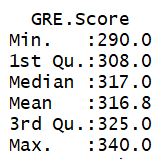 GRE.Score
Min.   :290.0
1st Qu.:308.0
Median :317.0
Mean   :316.8
3rd Qu.:325.0
Max.   :340.0